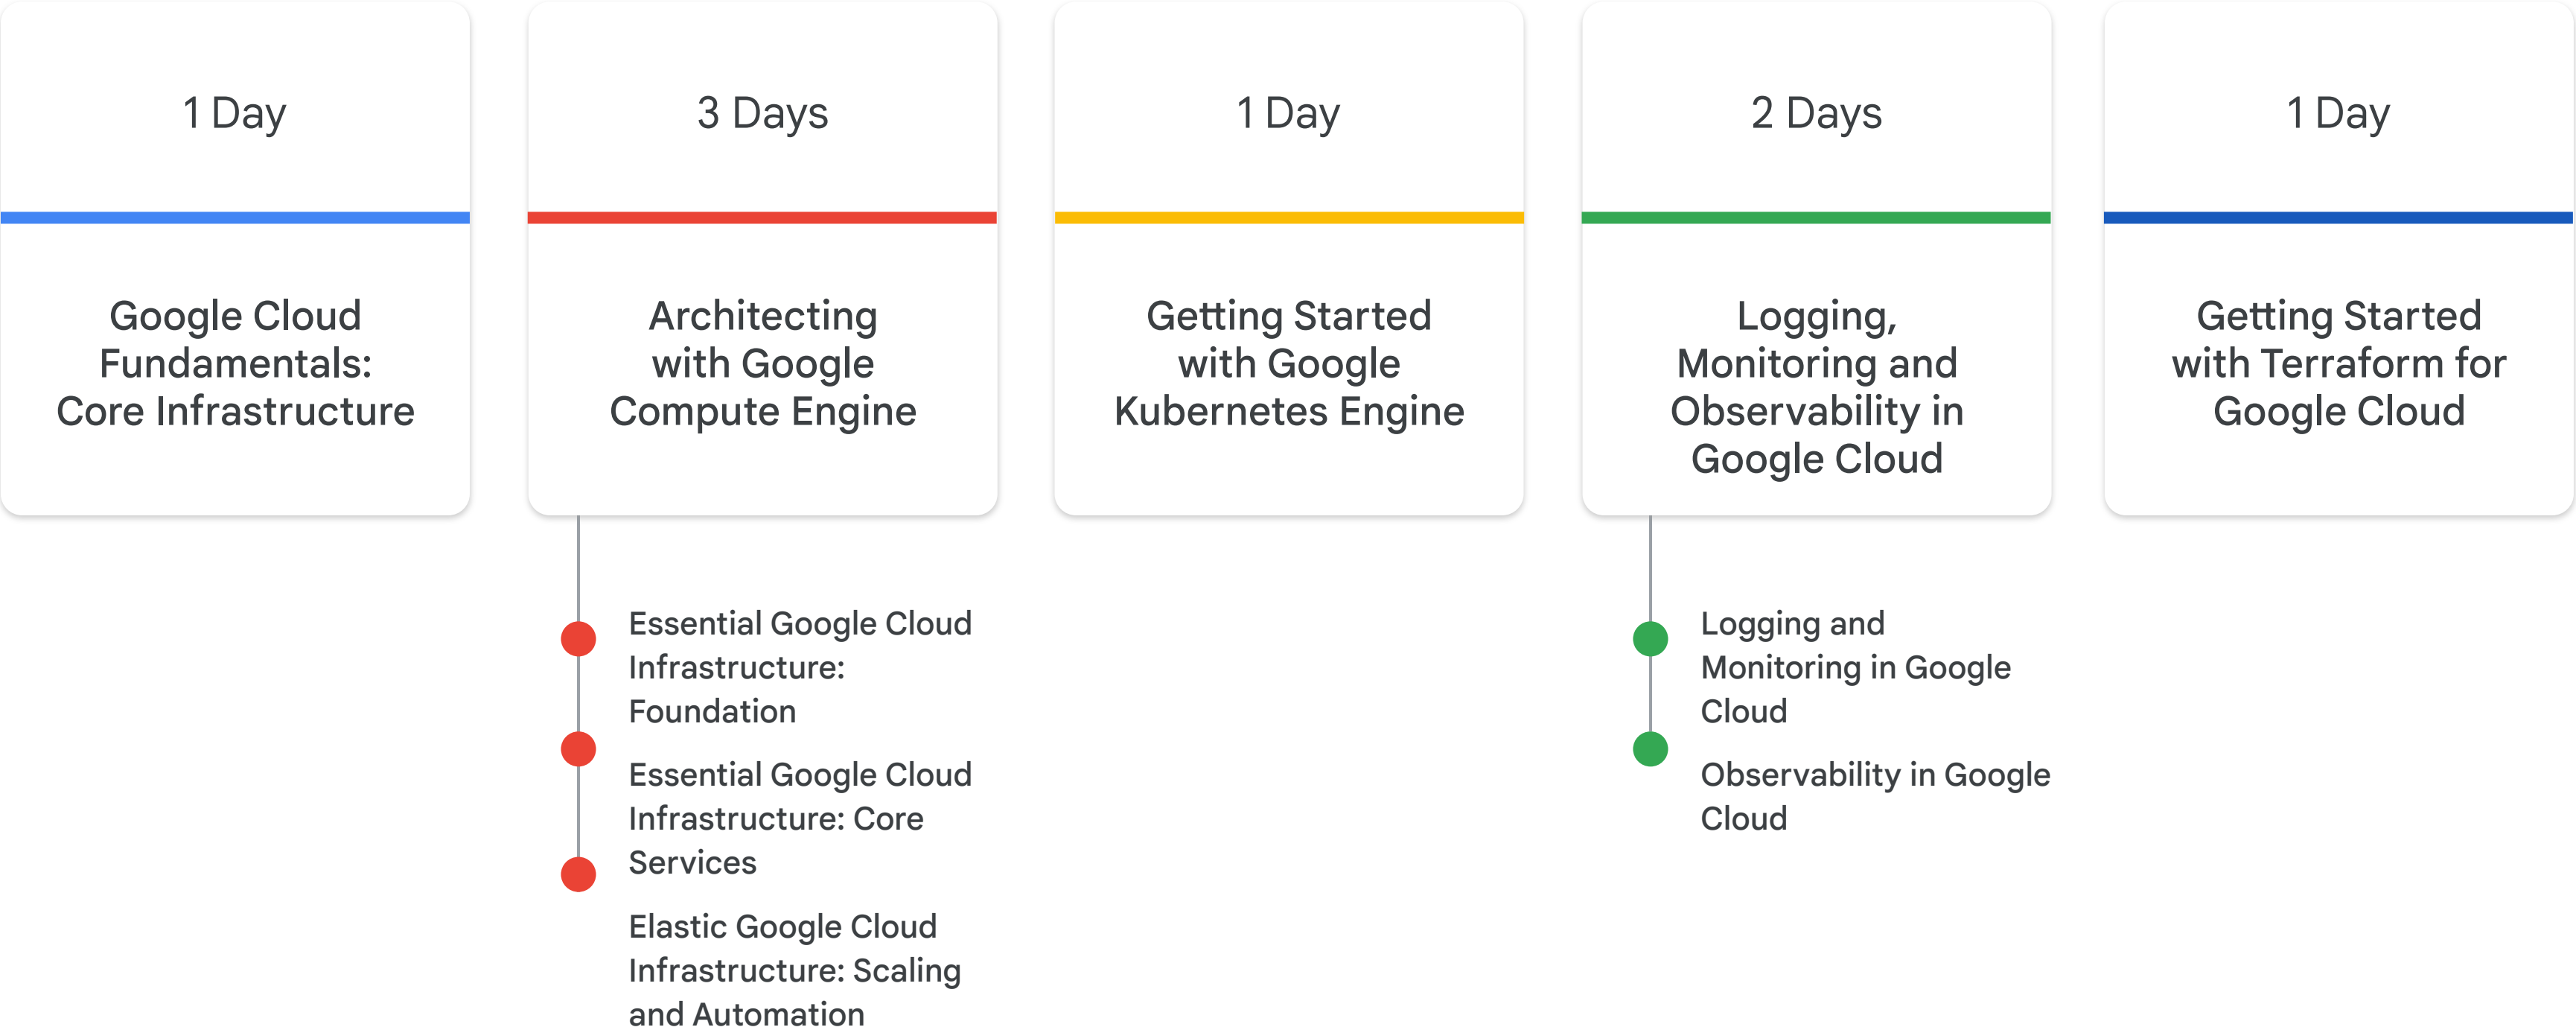 1 Day
Google Cloud
Fundamentals:
Core Infrastructure
3 Days
Architecting
with Google
Compute Engine
Essential Google Cloud
Infrastructure:
Foundation
Essential Google Cloud
Infrastructure: Core
Services
Elastic Google Cloud
Infrastructure: Scaling
and Automation
1 Day
Getting Started
with Google
Kubernetes Engine
2 Days
Logging,
Monitoring and
Observability in
Google Cloud
Logging and
Monitoring in Google
Cloud
Observability in Google
Cloud
1 Day
Getting Started
with Terraform for
Google Cloud